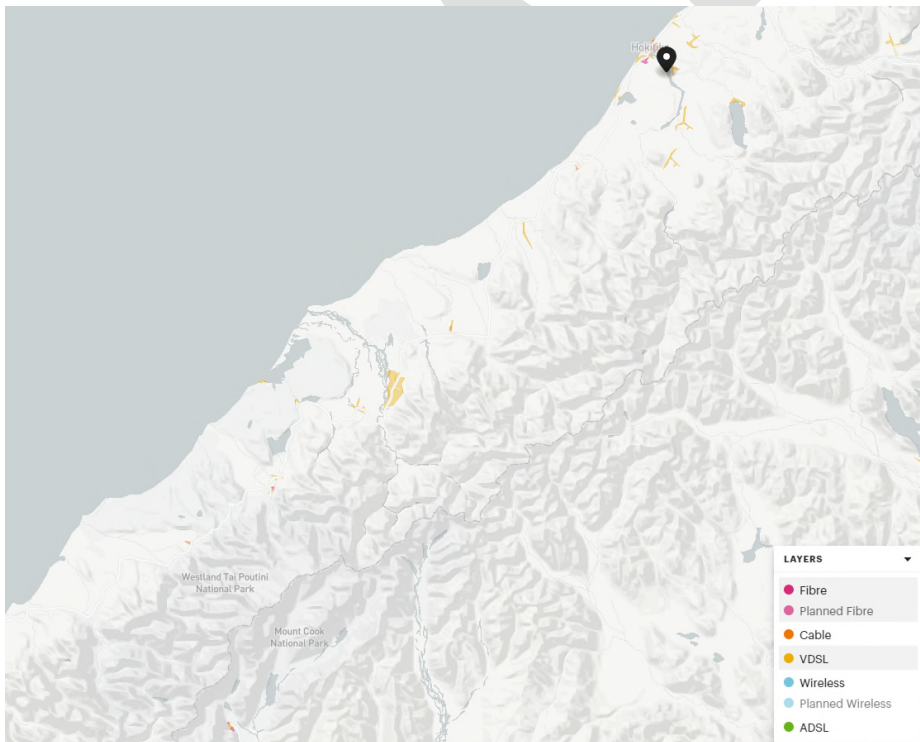 Westland Tai Poutini
National Park
Mount Cook
National Park
LAYERS
Fibre
Planned Fibre
Cable
VDSL
Wireless
Planned Wireless
ADSL